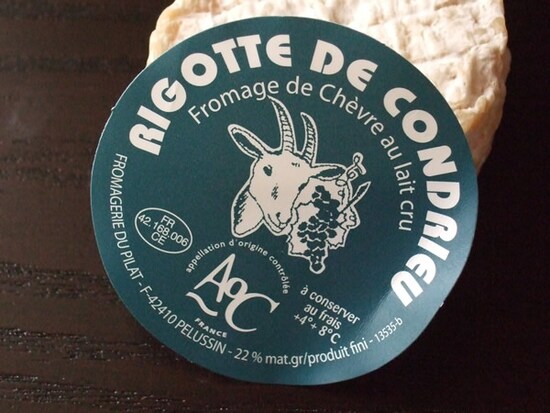 RIGOTTE DE CONDRIEU
Fromage de Chèvre au lait cru
FR
42.168.006
CE
appellation d'origine contrôlée
AOC
FRANCE
à conserver
au frais
+4°+ 8°C
FROMAGERIE DU PILAT - F-42410 PELUSSIN - 22 % mat.gr/produit fini - 13535-b